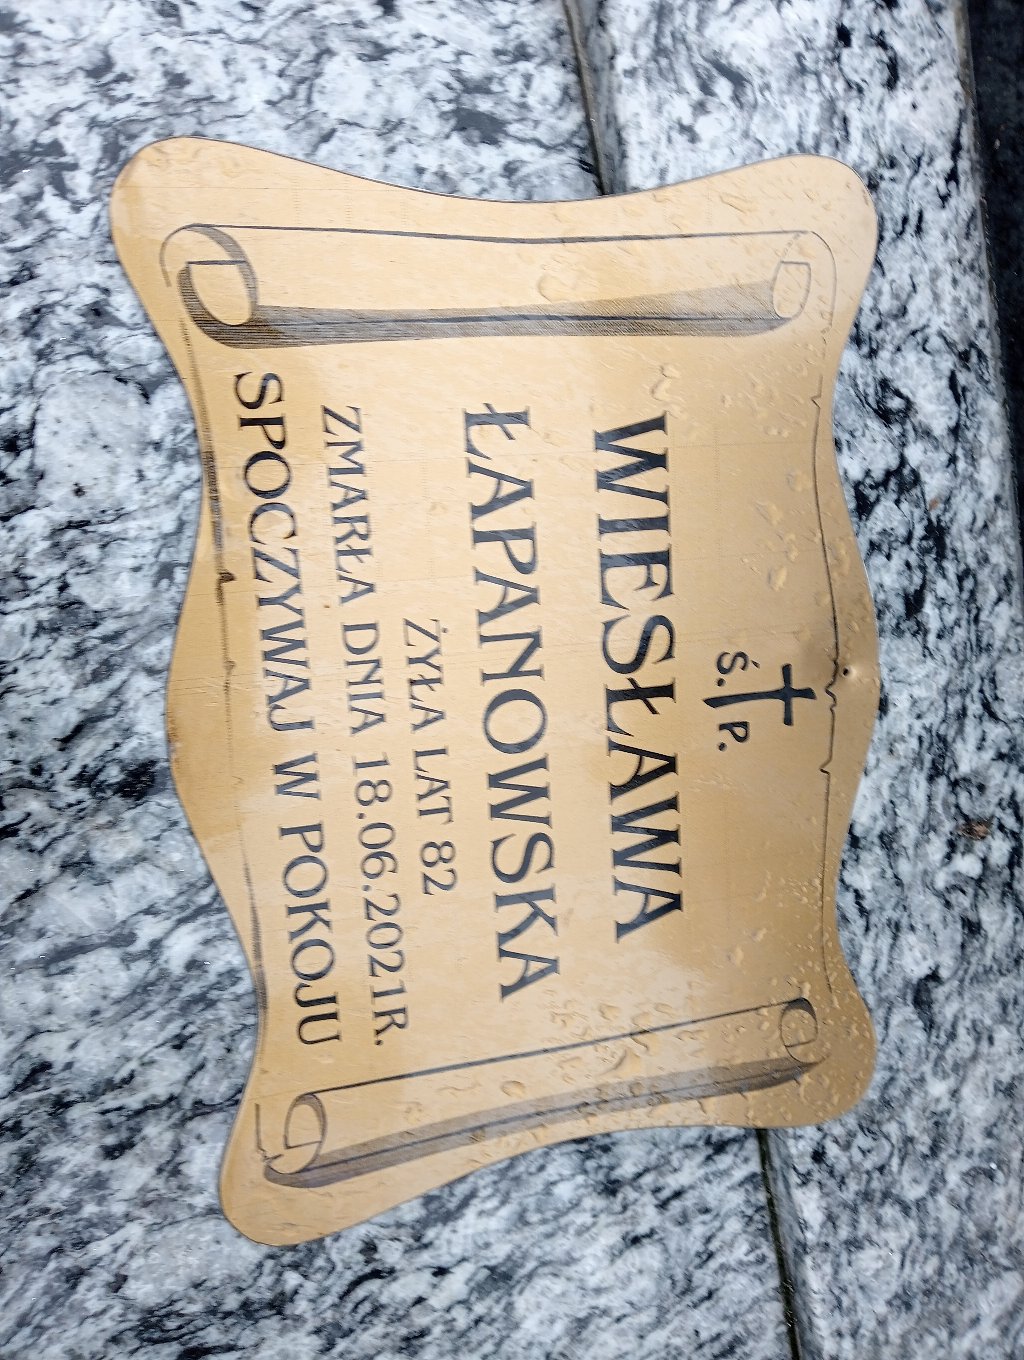 Ś. P.
WIESŁAWA
ŁAPANOWSKA
ŻYŁA LAT 82
ZMARŁA DNIA 18.06.2021R.
SPOCZYWAJ W POKOJU